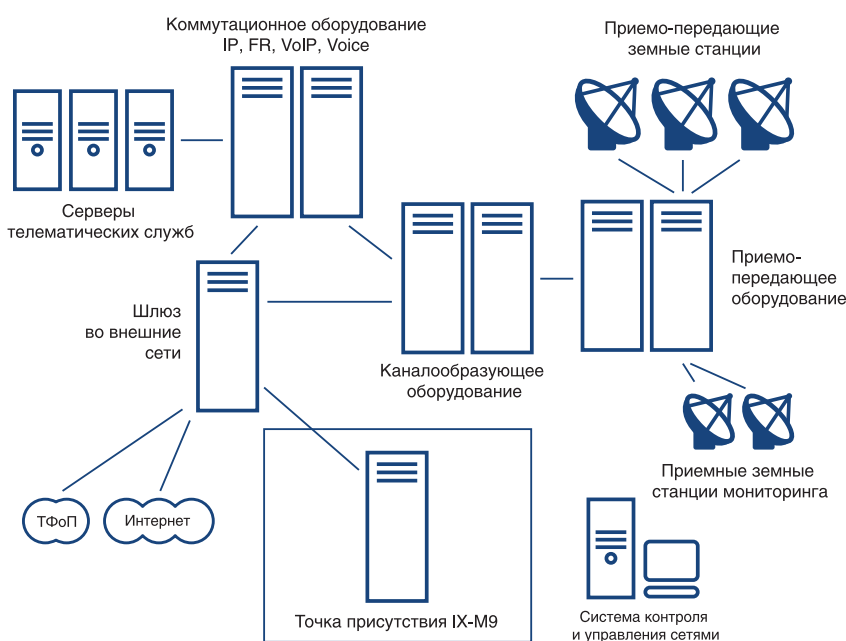 Коммутационное оборудование
IP, FR, VoIP, Voice
Приемо-передающие
земные станции
Серверы
телематических служб
Приемо-
передающее
оборудование
Шлюз
во внешние
сети
Каналообразующее
оборудование
Приемные земные
станции мониторинга
ТФоП
Интернет
Точка присутствия IX-M9
Система контроля
и управления сетями